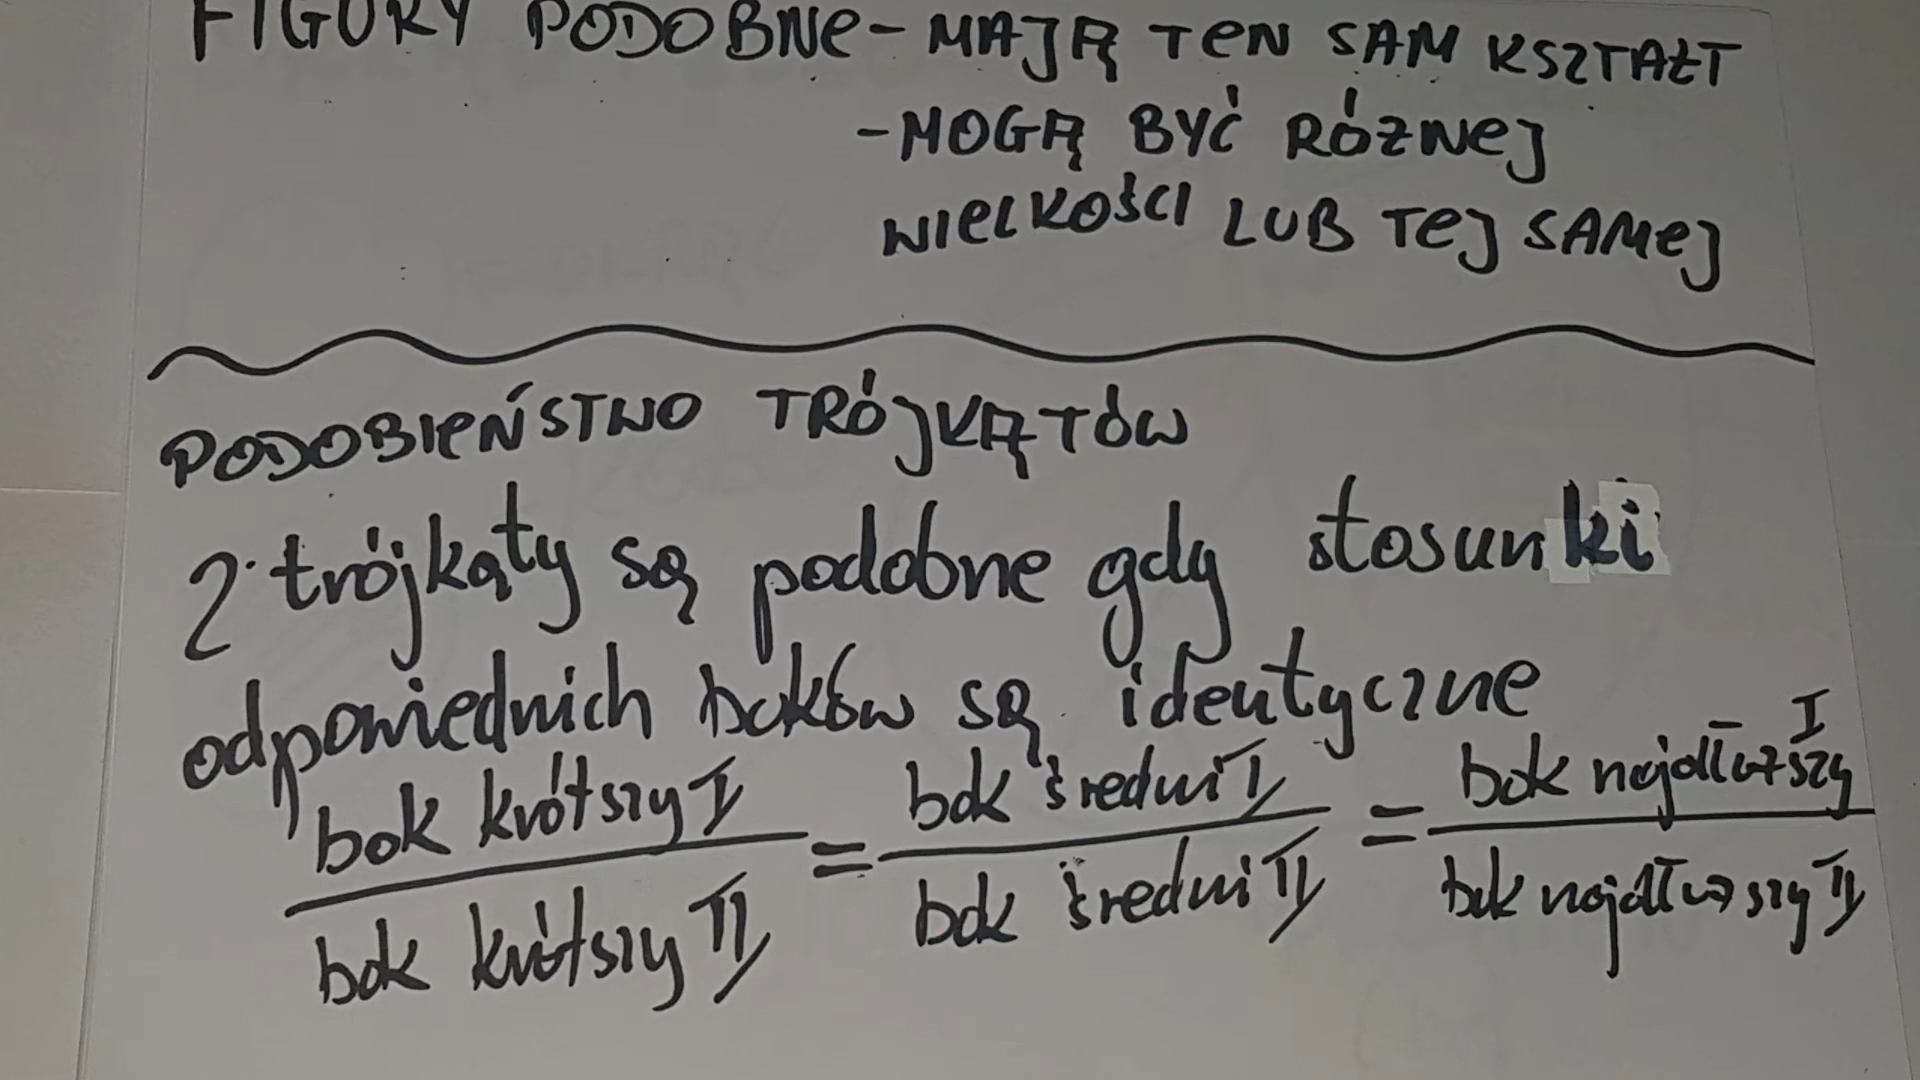 FIGURY PODOBNE - MAJĄ TEN SAM KSZTAŁT
- MOGĄ BYĆ RÓŻNEJ
WIELKOŚCI LUB TEJ SAMEJ
PODOBIEŃSTWO TRÓJKĄTÓW
2 trójkąty są podobne gdy stosunki
odpowiednich boków są identyczne
bok krótszy I = bok średni I = bok najdłuższy I
bok krótszy II bok średni II bok najdłuższy II